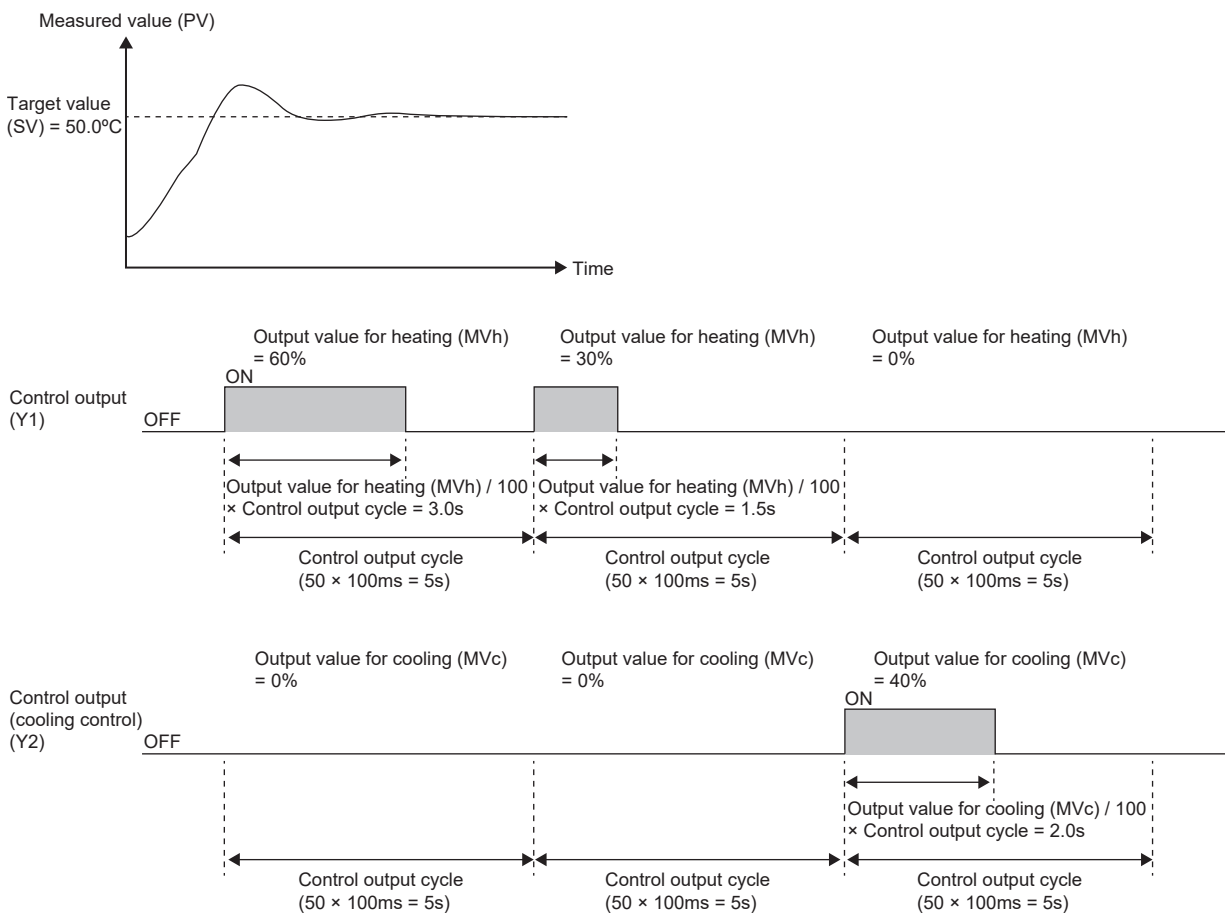 Measured value (PV)
Target value
(SV) = 50.0ºC
Time
Output value for heating (MVh)
= 60%
Output value for heating (MVh)
= 30%
Output value for heating (MVh)
= 0%
Control output
(Y1)
OFF
ON
Output value for heating (MVh) / 100
× Control output cycle = 3.0s
Output value for heating (MVh) / 100
× Control output cycle = 1.5s
Control output cycle
(50 × 100ms = 5s)
Control output cycle
(50 × 100ms = 5s)
Control output cycle
(50 × 100ms = 5s)
Output value for cooling (MVc)
= 0%
Output value for cooling (MVc)
= 0%
Output value for cooling (MVc)
= 40%
Control output
(cooling control)
(Y2)
OFF
ON
Output value for cooling (MVc) / 100
× Control output cycle = 2.0s
Control output cycle
(50 × 100ms = 5s)
Control output cycle
(50 × 100ms = 5s)
Control output cycle
(50 × 100ms = 5s)